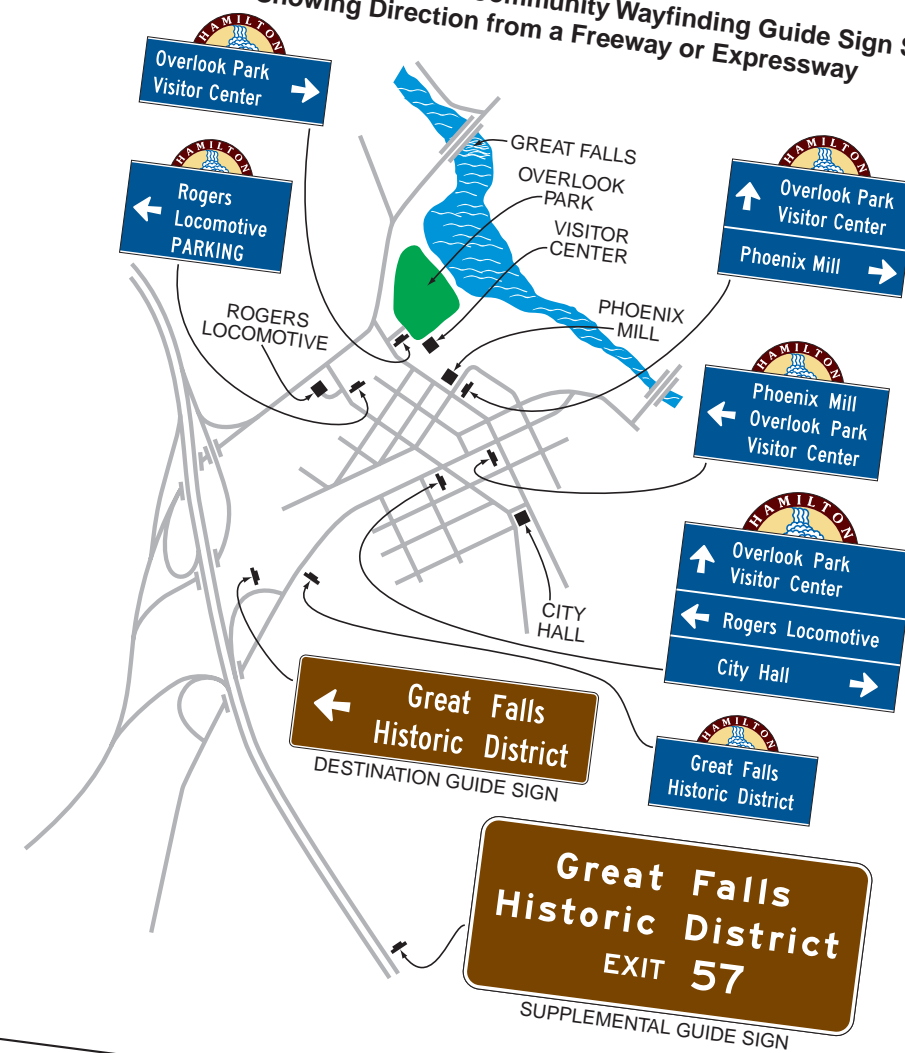 Community Wayfinding Guide Sign
Showing Direction from a Freeway or Expressway
HAMILTON
Overlook Park
Visitor Center
HAMILTON
Rogers
Locomotive
PARKING
GREAT FALLS
OVERLOOK
PARK
VISITOR
CENTER
PHOENIX
MILL
ROGERS
LOCOMOTIVE
HAMILTON
Overlook Park
Visitor Center
Phoenix Mill
HAMILTON
Phoenix Mill
Overlook Park
Visitor Center
HAMILTON
Overlook Park
Visitor Center
Rogers Locomotive
City Hall
CITY
HALL
HAMILTON
Great Falls
Historic District
Great Falls
Historic District
DESTINATION GUIDE SIGN
Great Falls
Historic District
EXIT 57
SUPPLEMENTAL GUIDE SIGN